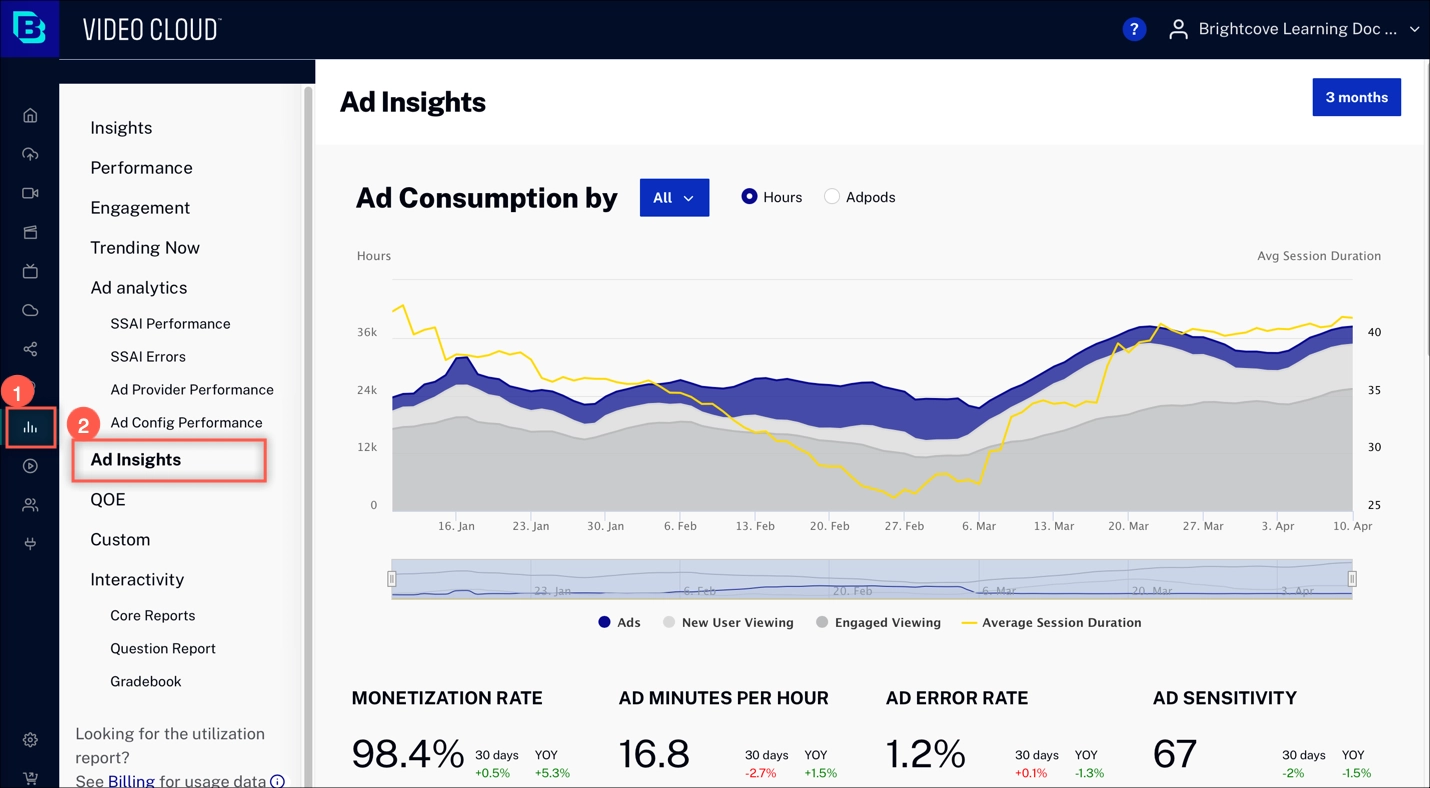 VIDEO CLOUD™
?
Brightcove Learning Doc ...
Insights
Performance
Engagement
Trending Now
Ad analytics
SSAI Performance
SSAI Errors
Ad Provider Performance
1
2
Ad Config Performance
Ad Insights
QOE
Custom
Interactivity
Core Reports
Question Report
Gradebook
Looking for the utilization
report?
See Billing for usage data
Ad Insights
3 months
Ad Consumption by
All
Hours
Adpods
Hours
Avg Session Duration
36k
24k
12k
0
40
35
30
25
16. Jan 23. Jan 30. Jan 6. Feb 13. Feb 20. Feb 27. Feb 6. Mar 13. Mar 20. Mar 27. Mar 3. Apr 10. Apr
23. Jan 6. Feb 20. Feb 6. Mar 20. Mar 3. Apr
Ads New User Viewing Engaged Viewing Average Session Duration
MONETIZATION RATE
98.4%
30 days YOY
+0.5% +5.3%
AD MINUTES PER HOUR
16.8
30 days YOY
-2.7% +1.5%
AD ERROR RATE
1.2%
30 days YOY
+0.1% -1.3%
AD SENSITIVITY
67
30 days YOY
-2% -1.5%